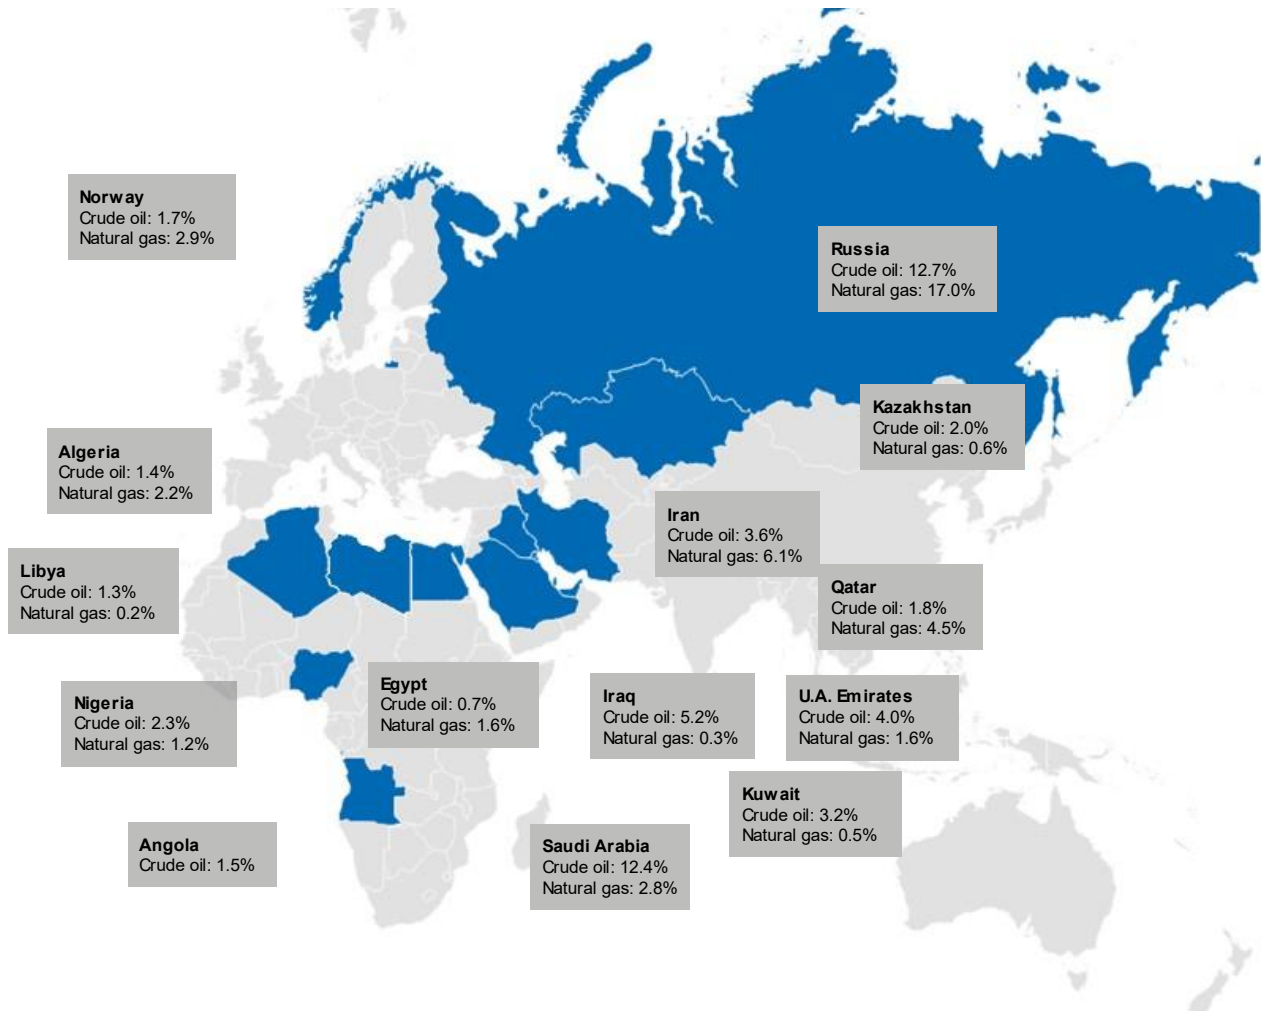 Norway
Crude oil: 1.7%
Natural gas: 2.9%
Russia
Crude oil: 12.7%
Natural gas: 17.0%
Kazakhstan
Crude oil: 2.0%
Natural gas: 0.6%
Algeria
Crude oil: 1.4%
Natural gas: 2.2%
Iran
Crude oil: 3.6%
Natural gas: 6.1%
Libya
Crude oil: 1.3%
Natural gas: 0.2%
Qatar
Crude oil: 1.8%
Natural gas: 4.5%
Egypt
Crude oil: 0.7%
Natural gas: 1.6%
Iraq
Crude oil: 5.2%
Natural gas: 0.3%
U.A. Emirates
Crude oil: 4.0%
Natural gas: 1.6%
Nigeria
Crude oil: 2.3%
Natural gas: 1.2%
Kuwait
Crude oil: 3.2%
Natural gas: 0.5%
Angola
Crude oil: 1.5%
Saudi Arabia
Crude oil: 12.4%
Natural gas: 2.8%